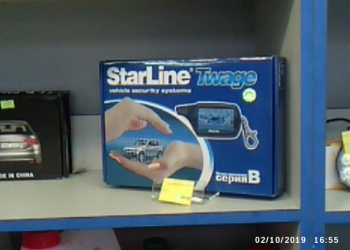 StarLine Twage
vehicle security systems
серия B
DE IN CHINA
02/10/2019 16:55